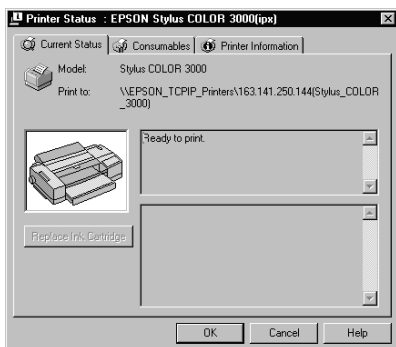 Printer Status : EPSON Stylus COLOR 3000(ipx)
Current Status Consumables Printer Information
Model: Stylus COLOR 3000
Print to: \\EPSON_TCPIP_Printers\163.141.250.144(Stylus_COLOR
_3000)
Ready to print.
Replace Ink Cartridge
OK Cancel Help